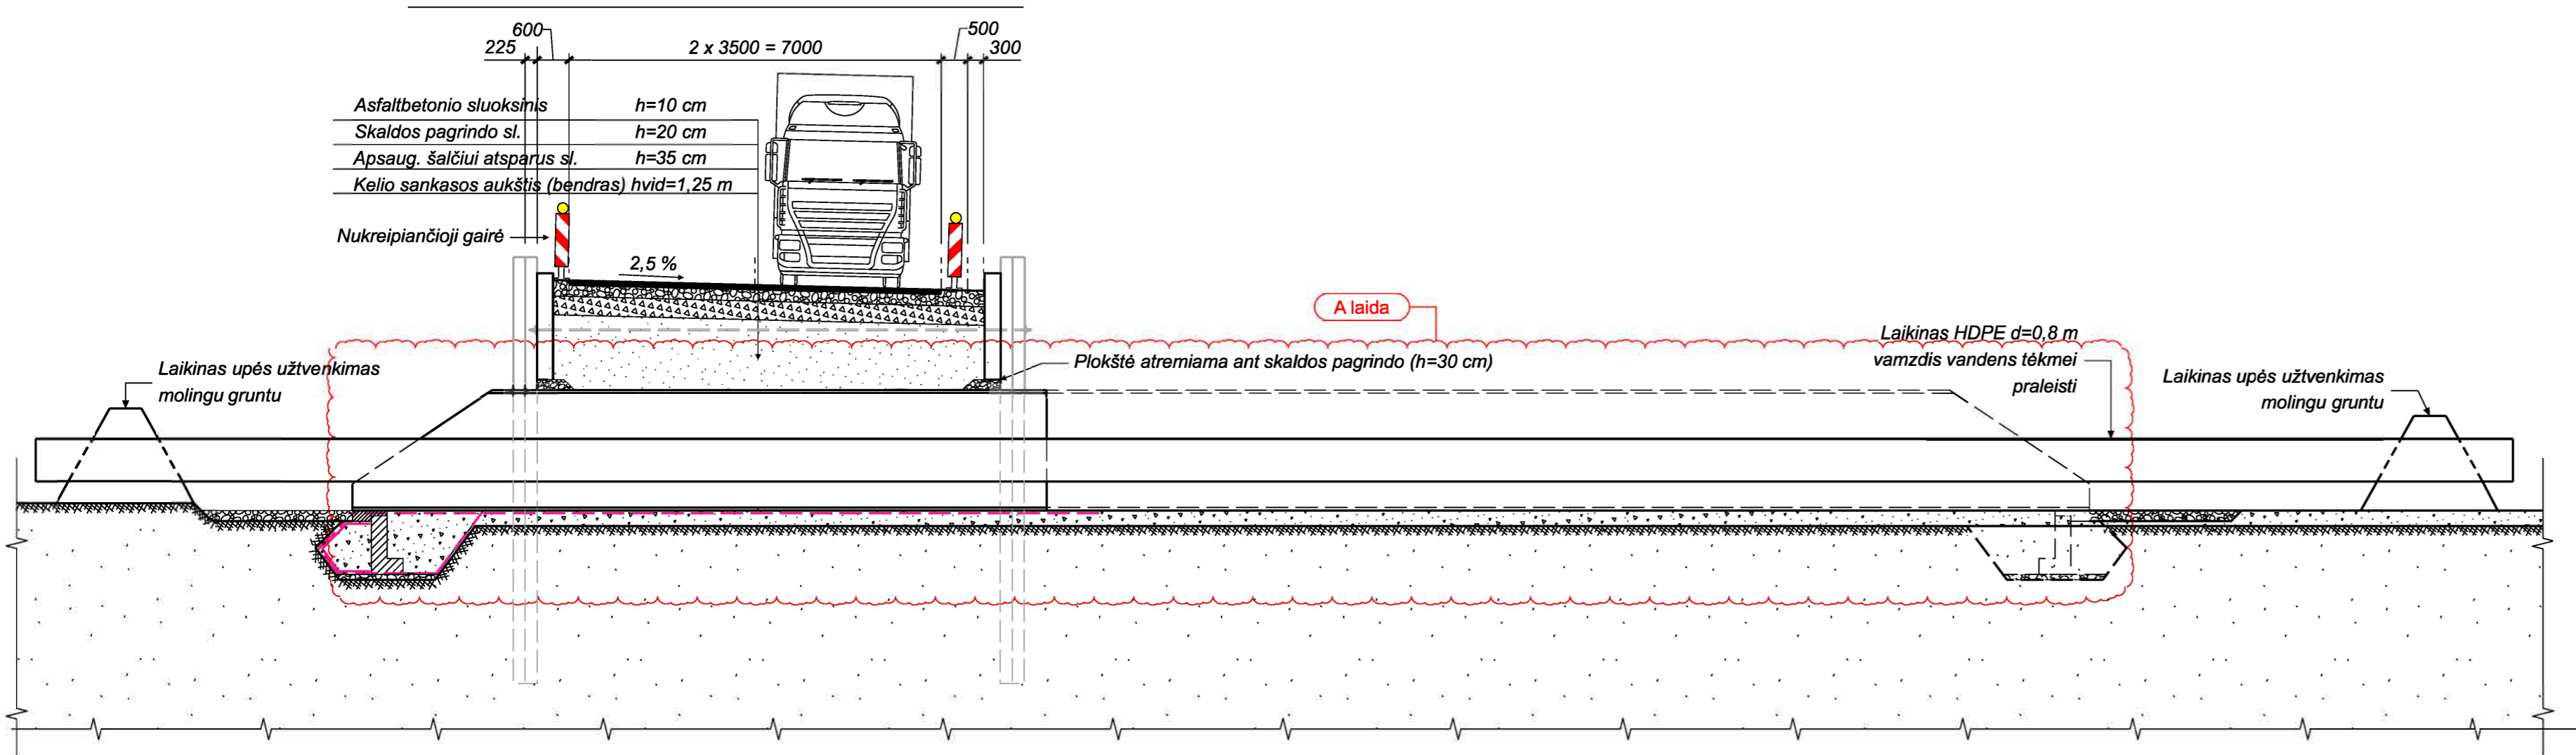 600
500
225
2 x 3500 = 7000
300
Asfaltbetonio sluoksinis h=10 cm
Skaldos pagrindo sl. h=20 cm
Apsaug. šalčiui atsparus sl. h=35 cm
Kelio sankasos aukštis (bendras) hvid=1,25 m
Nukreipiančioji gairė
2,5 %
A laida
Laikinas HDPE d=0,8 m
vamzdis vandens tėkmei
praleisti
Plokštė atremiama ant skaldos pagrindo (h=30 cm)
Laikinas upės užtvenkimas
molingu gruntu
Laikinas upės užtvenkimas
molingu gruntu